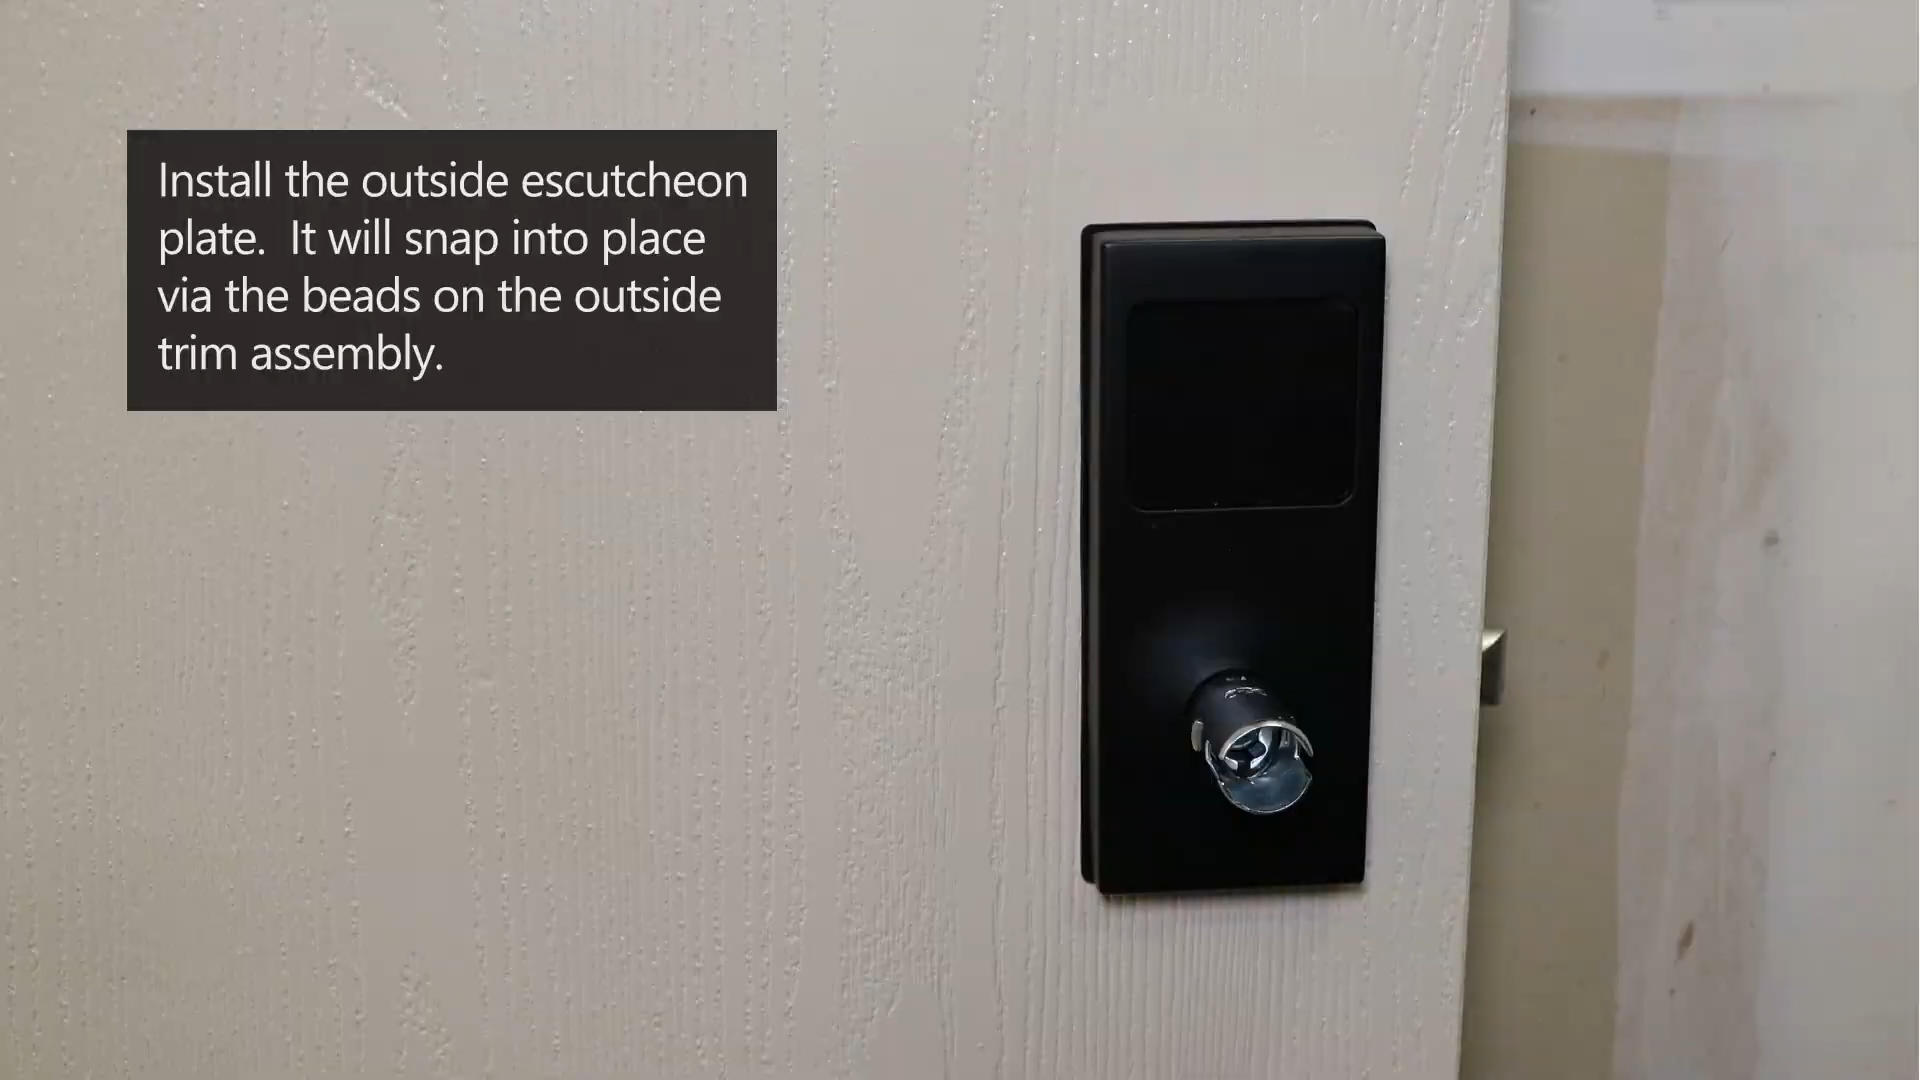 Install the outside escutcheon
plate.  It will snap into place
via the beads on the outside
trim assembly.